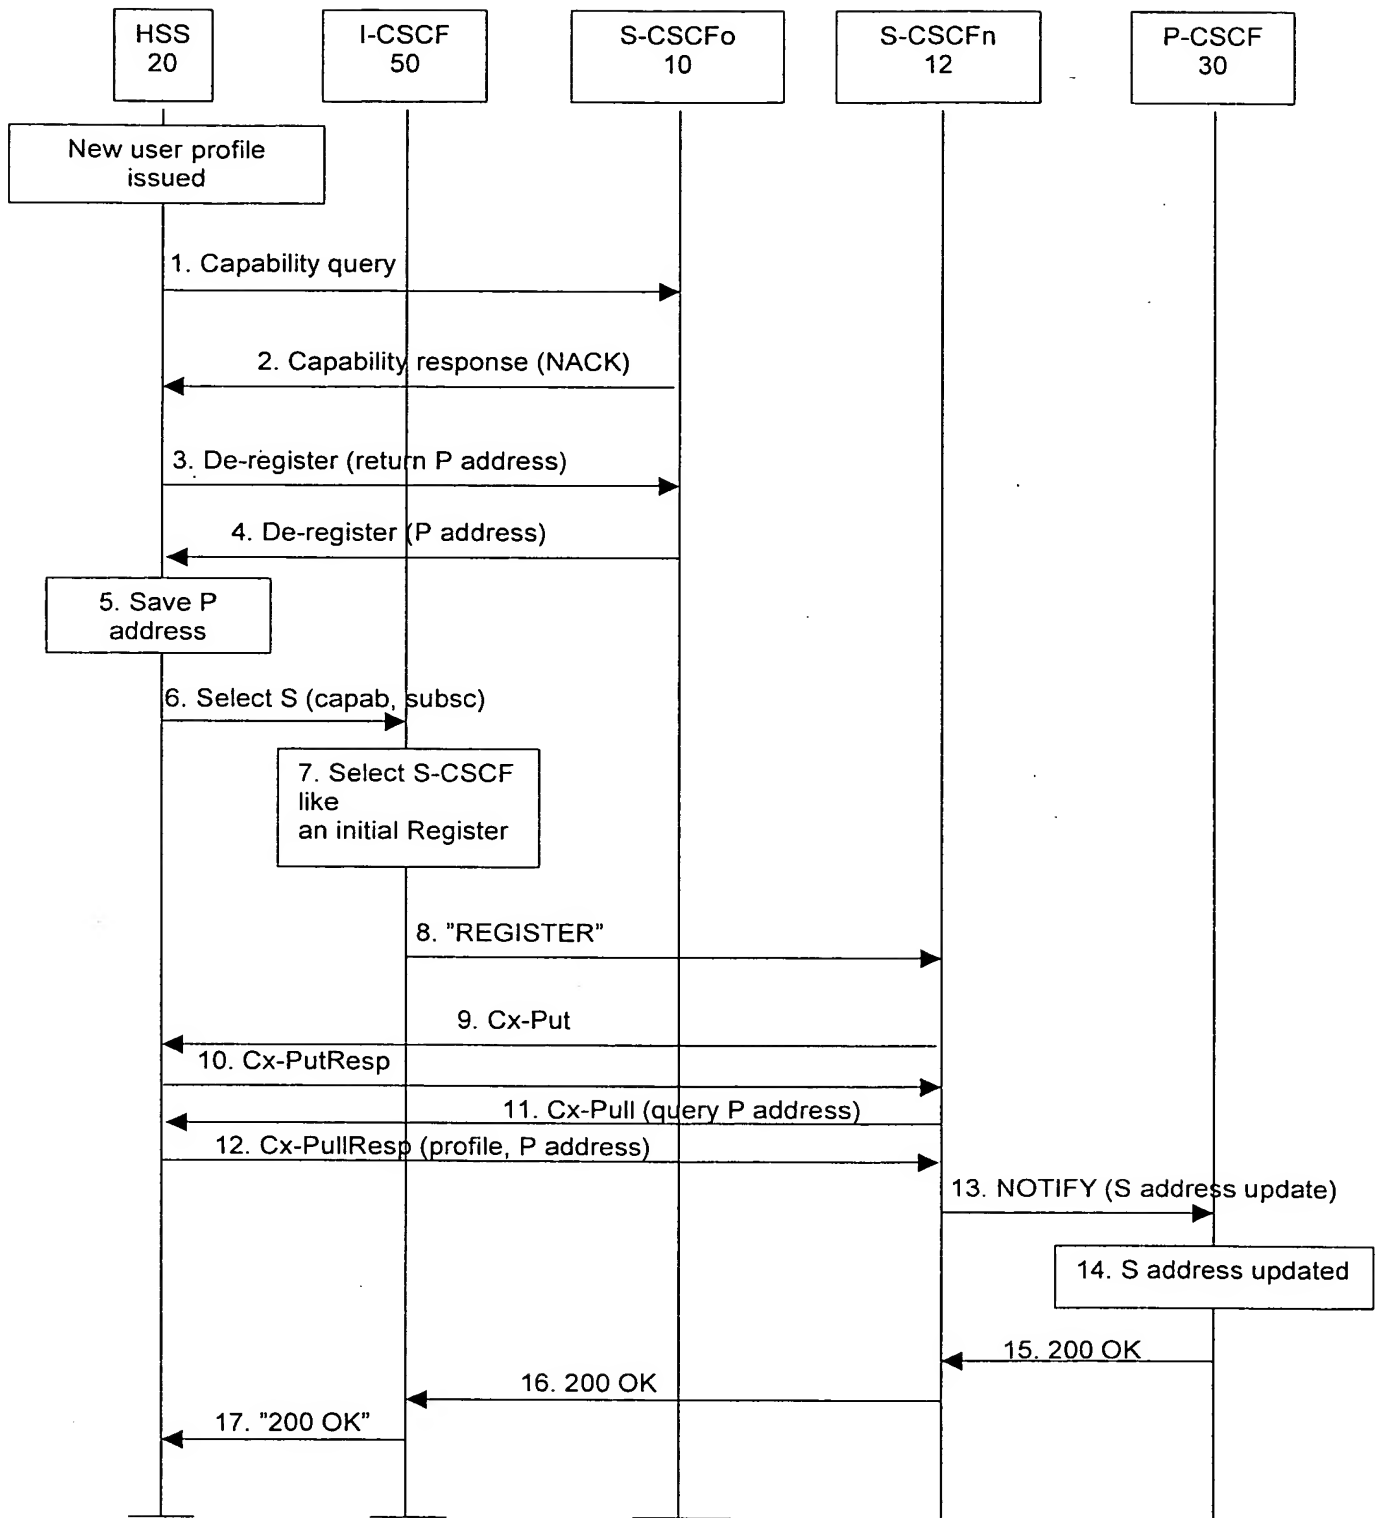 HSS
20
I-CSCF
50
S-CSCFo
10
S-CSCFn
12
P-CSCF
30
New user profile
issued
1. Capability query
2. Capability response (NACK)
3. De-register (return P address)
4. De-register (P address)
5. Save P
address
6. Select S (capab, subsc)
7. Select S-CSCF
like
an initial Register
8. ”REGISTER”
9. Cx-Put
10. Cx-PutResp
11. Cx-Pull (query P address)
12. Cx-PullResp (profile, P address)
13. NOTIFY (S address update)
14. S address updated
15. 200 OK
16. 200 OK
17. "200 OK"